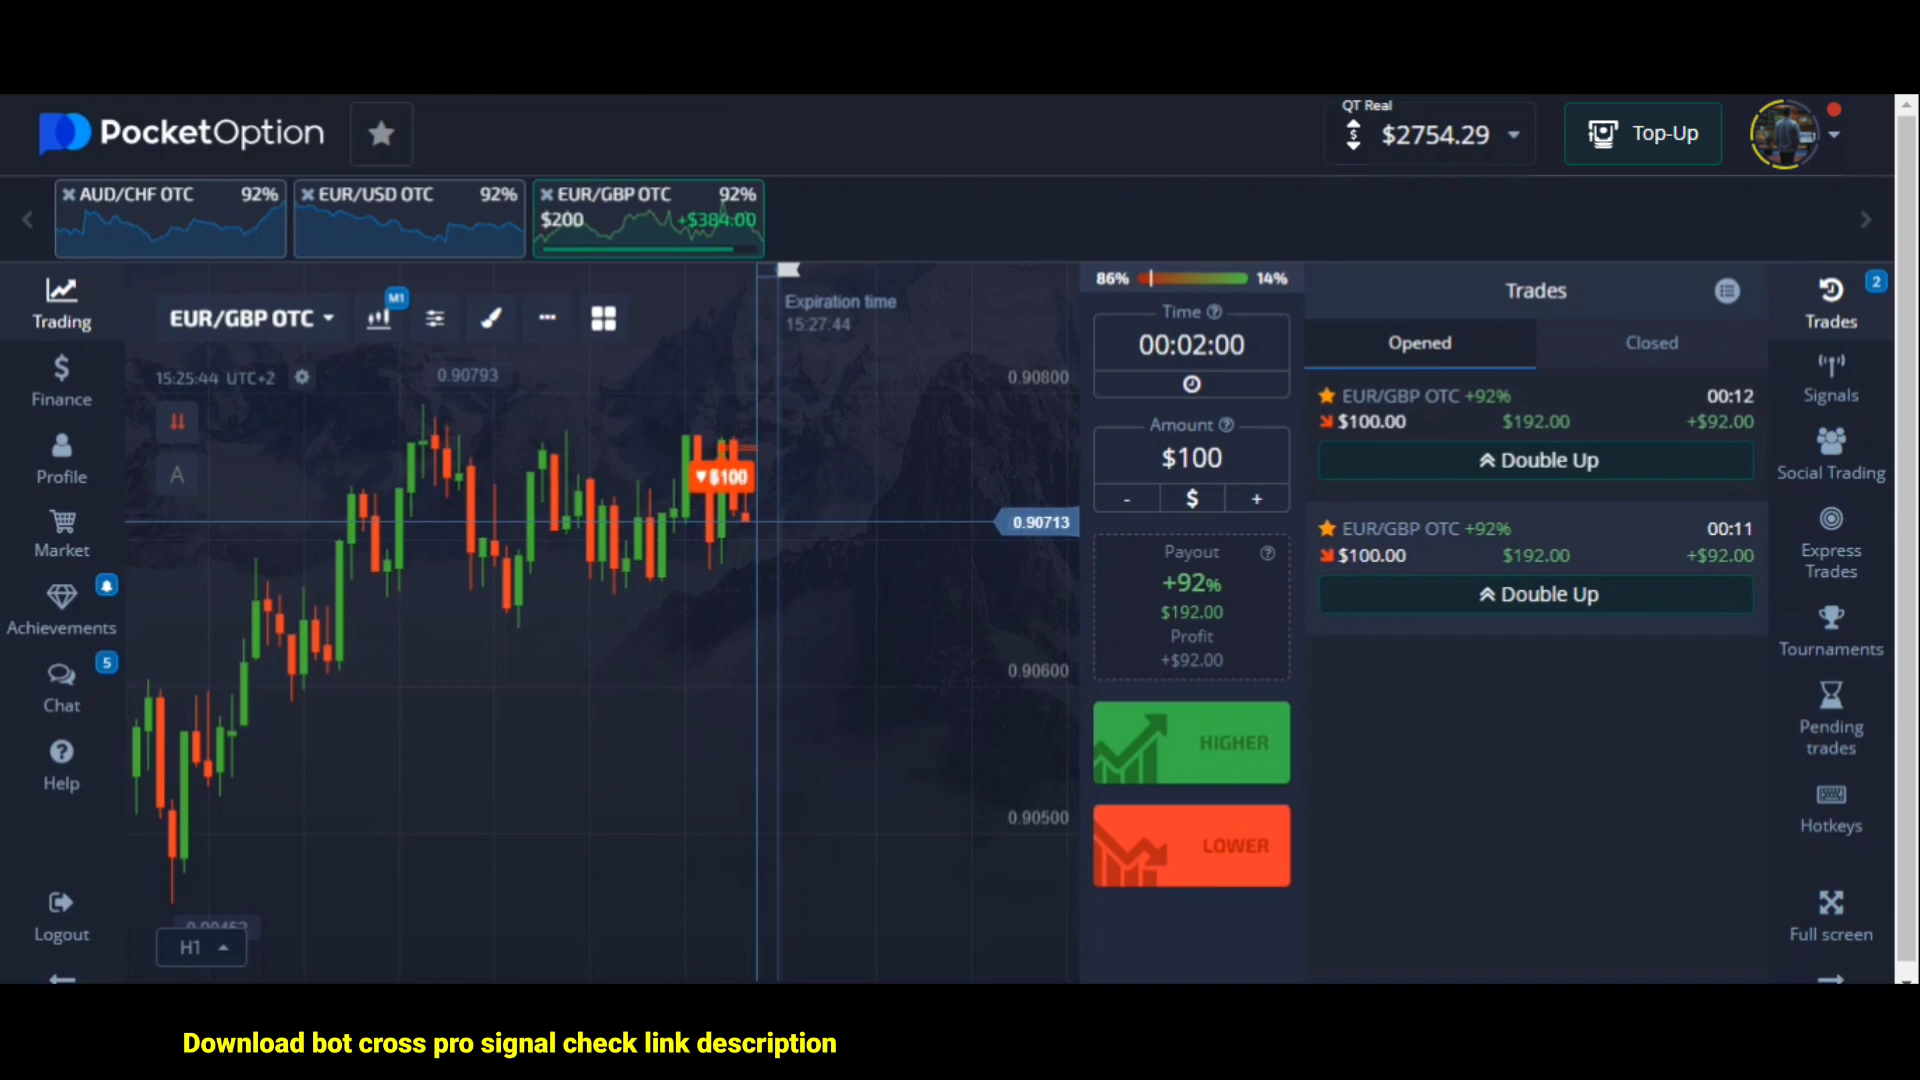 PocketOption
QT Real
$2754.29
Top-Up
AUD/CHF OTC 92%
EUR/USD OTC 92%
EUR/GBP OTC 92%
$200 +$384.00
Trading
Finance
Profile
Market
Achievements
5
Chat
Help
Logout
EUR/GBP OTC
M1
15:25:44 UTC+2
0.90793
A
Expiration time
15:27:44
0.90800
$100
0.90713
0.90600
0.90500
H1
86% 14%
Time
00:02:00
Amount
$100
- $ +
Payout
+92%
$192.00
Profit
+$92.00
HIGHER
LOWER
Trades
Opened Closed
EUR/GBP OTC +92% 00:12
$100.00 $192.00 +$92.00
Double Up
EUR/GBP OTC +92% 00:11
$100.00 $192.00 +$92.00
Double Up
2
Trades
Signals
Social Trading
Express
Trades
Tournaments
Pending
trades
Hotkeys
Full screen
Download bot cross pro signal check link description